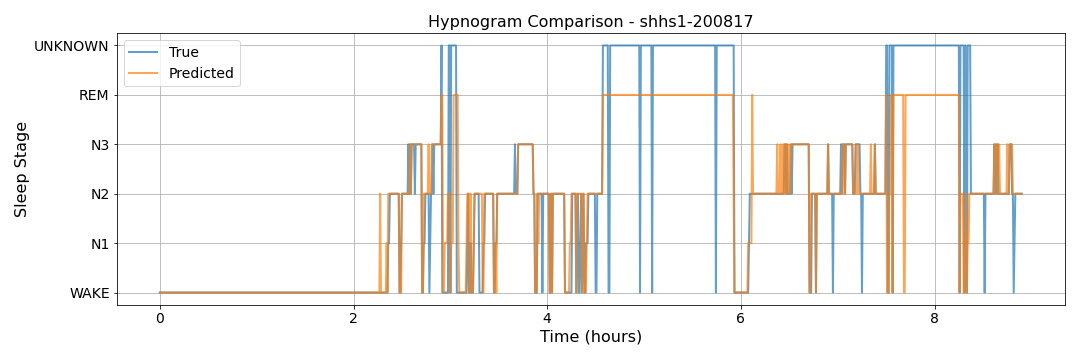 Hypnogram Comparison - shhs1-200817
UNKNOWN
REM
N3
N2
N1
WAKE
Sleep Stage
True
Predicted
0 2 4 6 8
Time (hours)